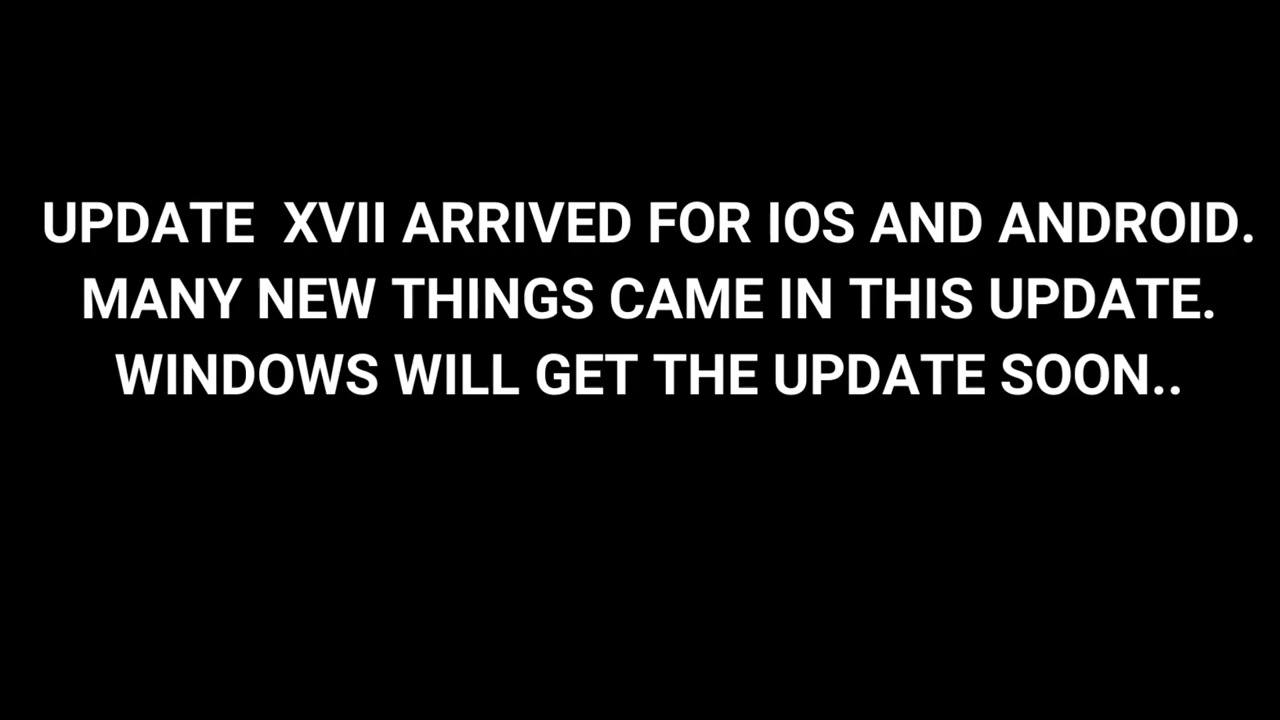 UPDATE  XVII ARRIVED FOR IOS AND ANDROID.
MANY NEW THINGS CAME IN THIS UPDATE.
WINDOWS WILL GET THE UPDATE SOON..